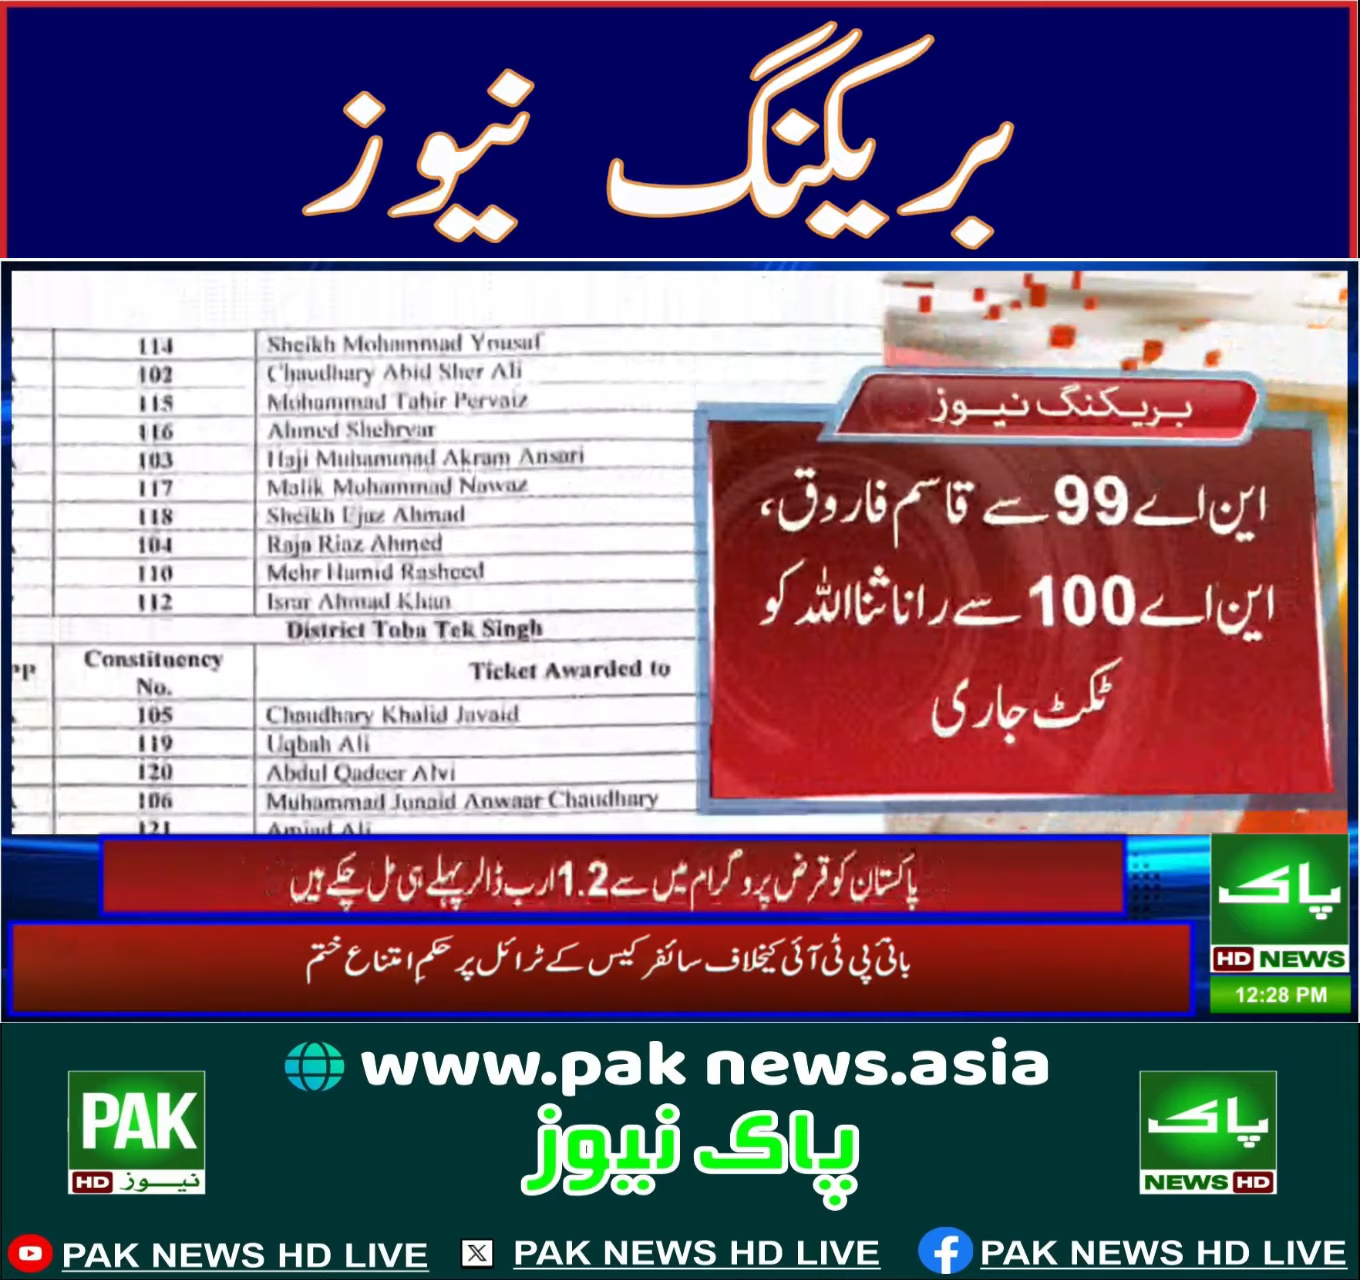 بریکنگ نیوز
114 Sheikh Mohammad Yousuf
102 Chaudhary Abid Sher Ali
115 Mohammad Tahir Pervaiz
116 Ahmed Shehryar
103 Haji Muhammad Akram Ansari
117 Malik Mohammad Nawaz
118 Sheikh Ejaz Ahmad
104 Raja Riaz Ahmed
110 Mehr Hamid Rasheed
112 Israr Ahmad Khan
District Toba Tek Singh
Constituency No. Ticket Awarded to
105 Chaudhary Khalid Javaid
119 Uqbah Ali
120 Abdul Qadeer Alvi
106 Muhammad Junaid Anwaar Chaudhary
121 Amjad Ali
بریکنگ نیوز
این اے 99 سے قاسم فاروق،
این اے 100 سے رانا ثنااللہ کو
ٹکٹ جاری
پاکستان کو قرض پروگرام میں سے 1.2 ارب ڈالر پہلے ہی مل چکے ہیں
بانی پی ٹی آئی کیخلاف سائفر کیس کے ٹرائل پر حکم امتناع ختم
پاک
HD NEWS
12:28 PM
www.pak news.asia
پاک نیوز
PAK
HD نیوز
پاک
NEWS HD
PAK NEWS HD LIVE
PAK NEWS HD LIVE
PAK NEWS HD LIVE